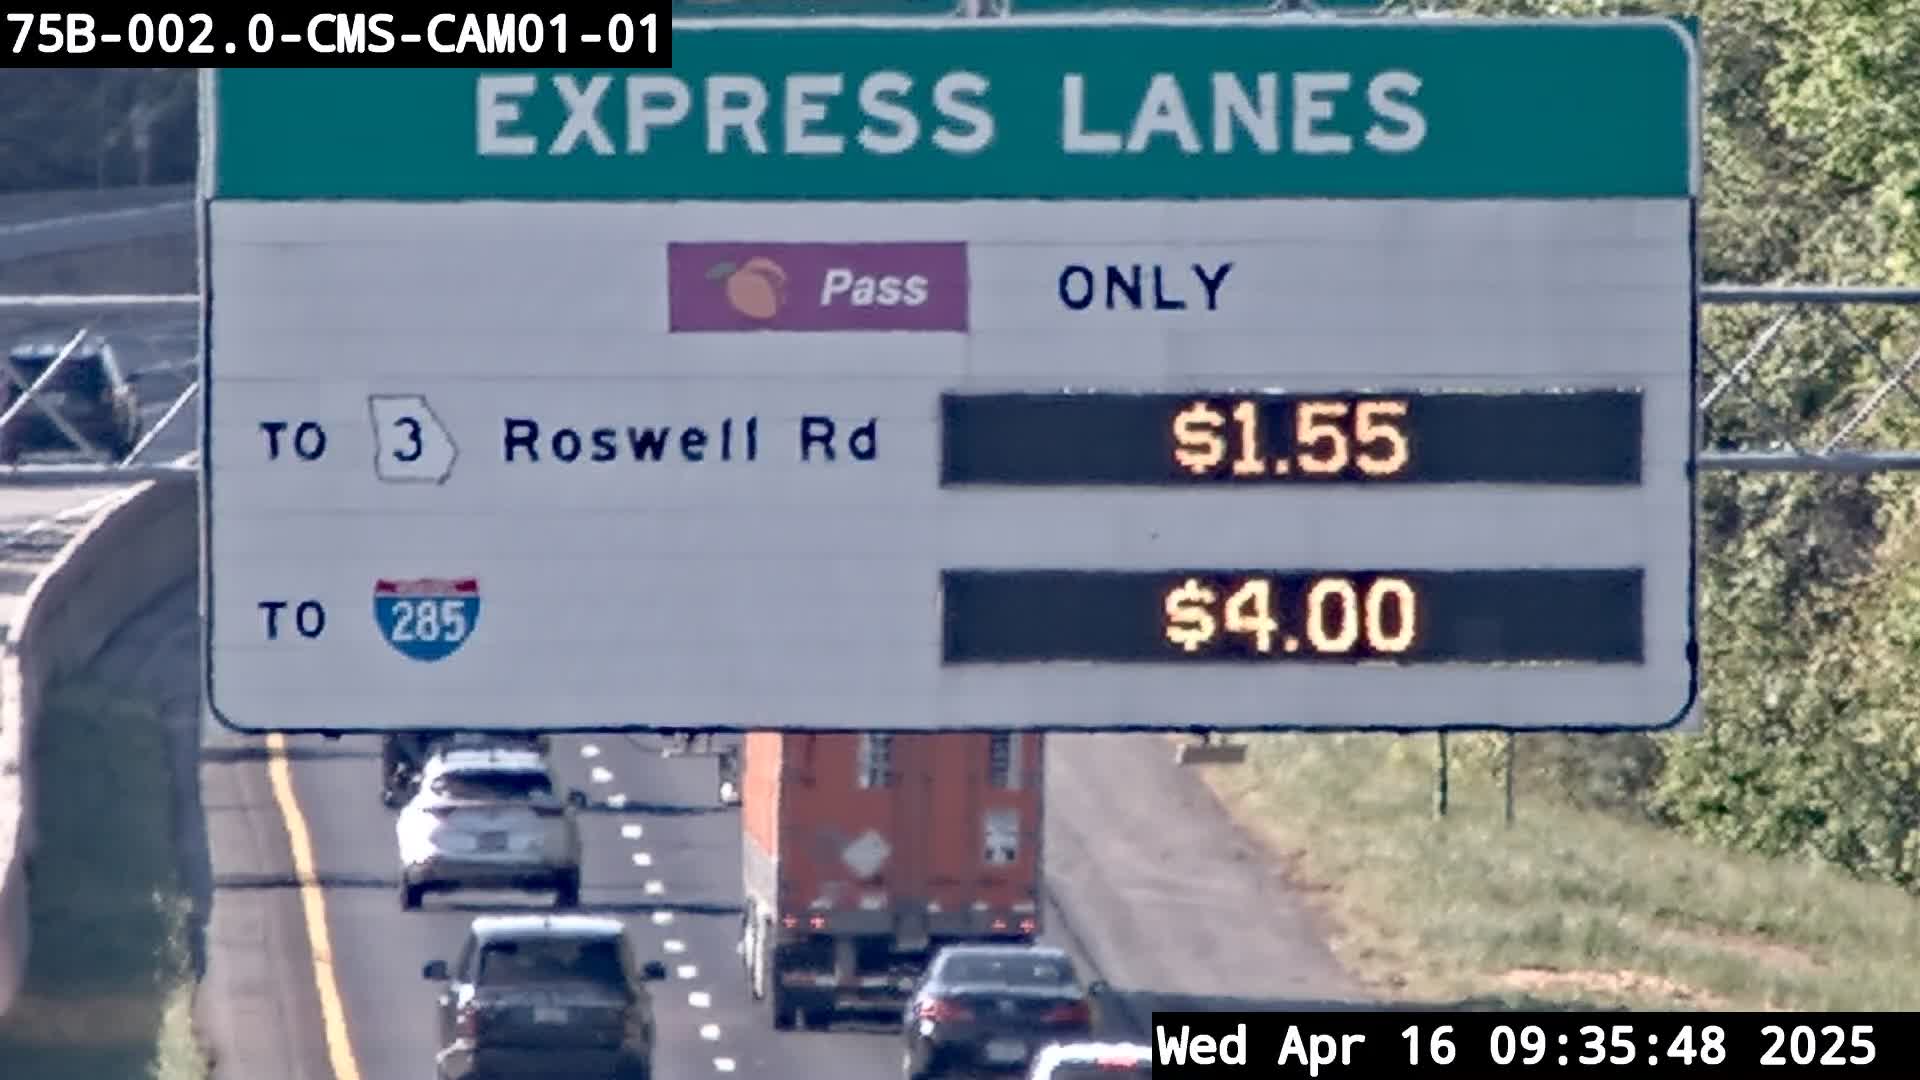 75B-002.0-CMS-CAM01-01
EXPRESS LANES
Pass ONLY
TO 3 Roswell Rd $1.55
TO 285 $4.00
Wed Apr 16 09:35:48 2025